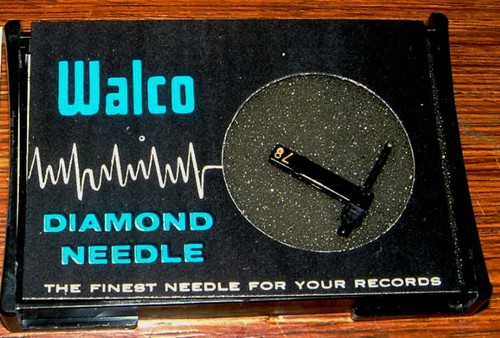 Walco
78
DIAMOND
NEEDLE
THE FINEST NEEDLE FOR YOUR RECORDS